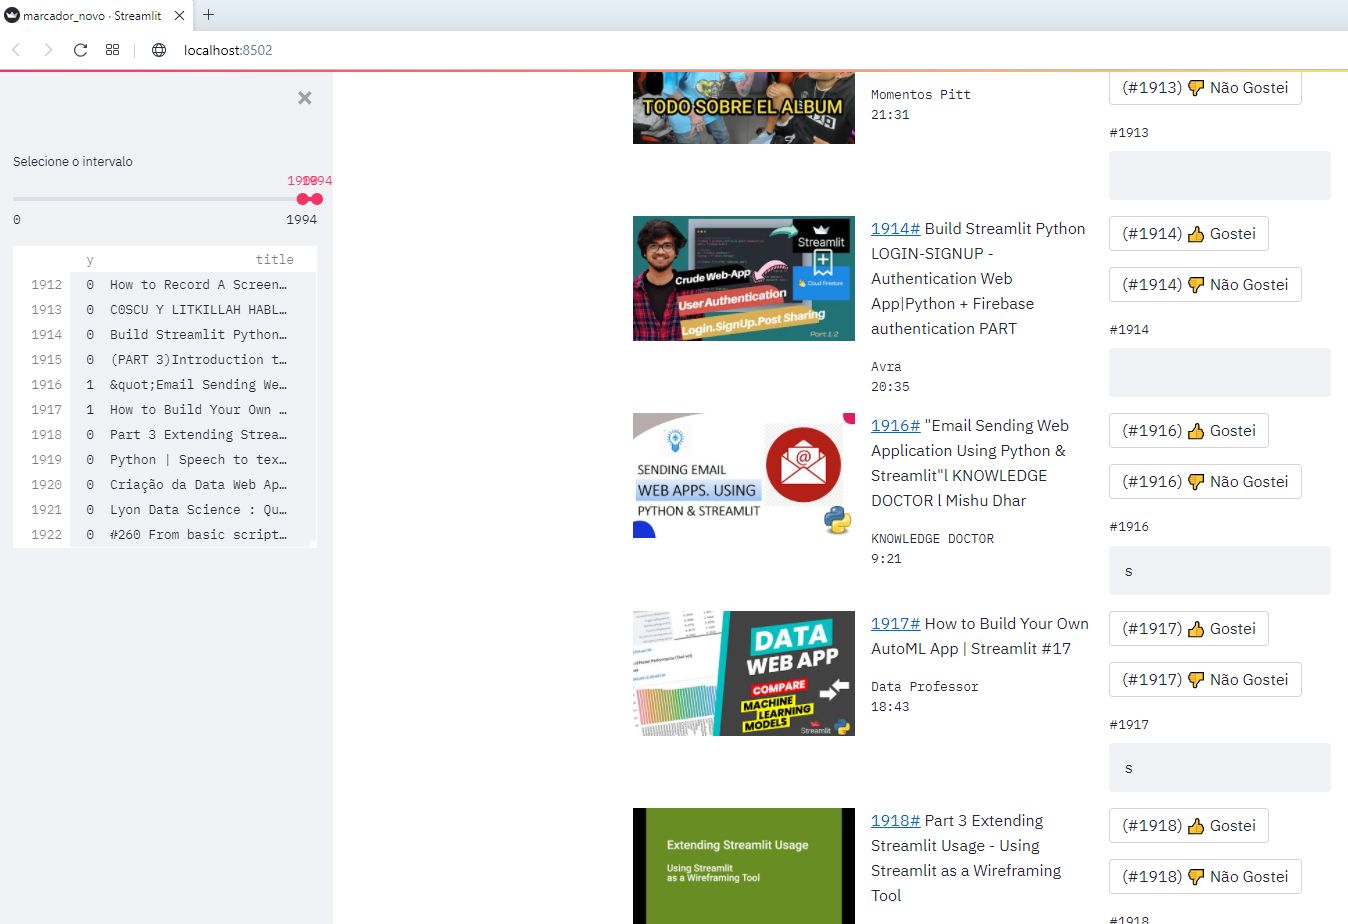 marcador_novo · Streamlit
localhost:8502
Selecione o intervalo
1994
0
1994
y title
1912 0 How to Record A Screen…
1913 0 C0SCU Y LITKILLAH HABL…
1914 0 Build Streamlit Python…
1915 0 (PART 3)Introduction t…
1916 1 &quot;Email Sending We…
1917 1 How to Build Your Own …
1918 0 Part 3 Extending Strea…
1919 0 Python | Speech to tex…
1920 0 Criação da Data Web Ap…
1921 0 Lyon Data Science : Qu…
1922 0 #260 From basic script…
TODO SOBRE EL ALBUM
Momentos Pitt
21:31
(#1913) 👎 Não Gostei
#1913
Streamlit
Crude Web-App
Cloud Firestore
User Authentication
Login.SignUp.Post Sharing
Part 1/2
1914# Build Streamlit Python
LOGIN-SIGNUP -
Authentication Web
App|Python + Firebase
authentication PART
Avra
20:35
(#1914) 👍 Gostei
(#1914) 👎 Não Gostei
#1914
SENDING EMAIL
WEB APPS. USING
PYTHON & STREAMLIT
1916# "Email Sending Web
Application Using Python &
Streamlit"l KNOWLEDGE
DOCTOR l Mishu Dhar
KNOWLEDGE DOCTOR
9:21
(#1916) 👍 Gostei
(#1916) 👎 Não Gostei
#1916
s
DATA
WEB APP
COMPARE
MACHINE
LEARNING
MODELS
Streamlit
1917# How to Build Your Own
AutoML App | Streamlit #17
Data Professor
18:43
(#1917) 👍 Gostei
(#1917) 👎 Não Gostei
#1917
s
Extending Streamlit Usage
Using Streamlit
as a Wireframing Tool
1918# Part 3 Extending
Streamlit Usage - Using
Streamlit as a Wireframing
Tool
(#1918) 👍 Gostei
(#1918) 👎 Não Gostei
#1918